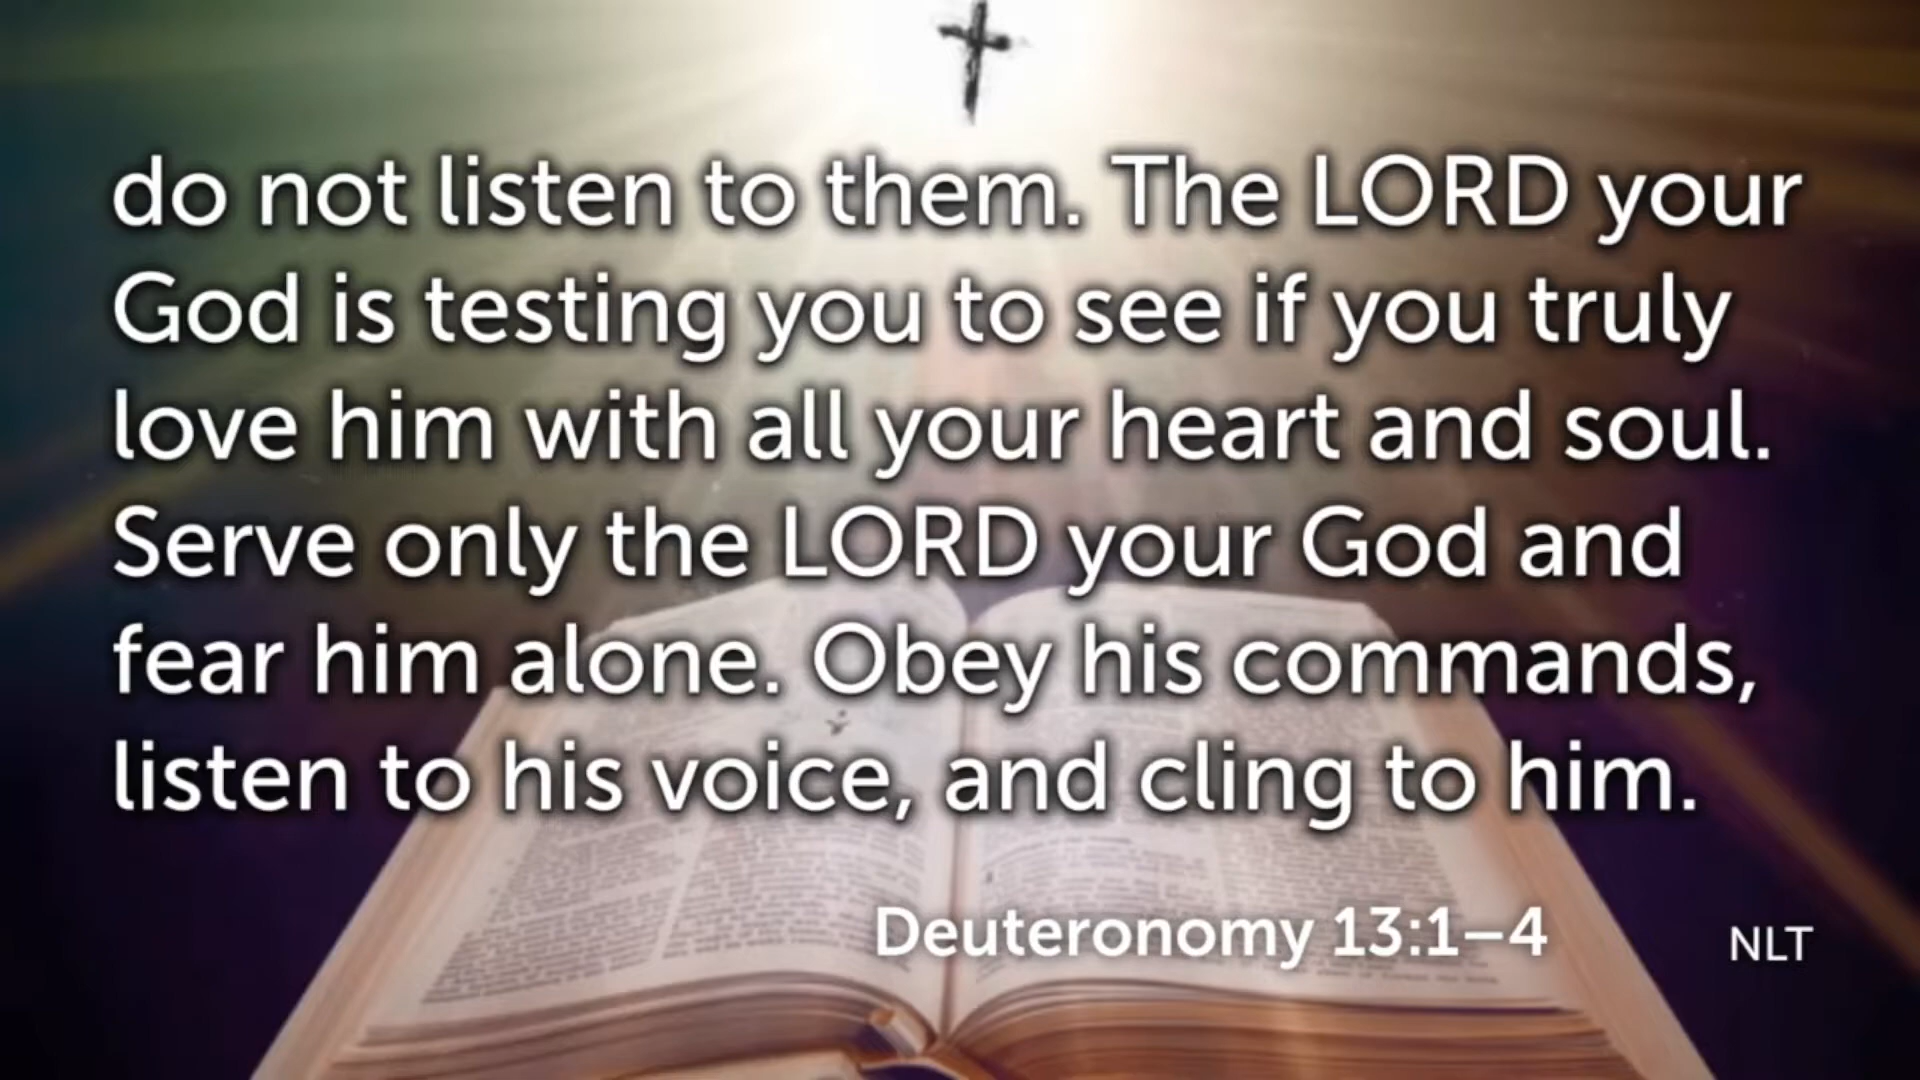 do not listen to them. The LORD your
God is testing you to see if you truly
love him with all your heart and soul.
Serve only the LORD your God and
fear him alone. Obey his commands,
listen to his voice, and cling to him.
Deuteronomy 13:1–4
NLT